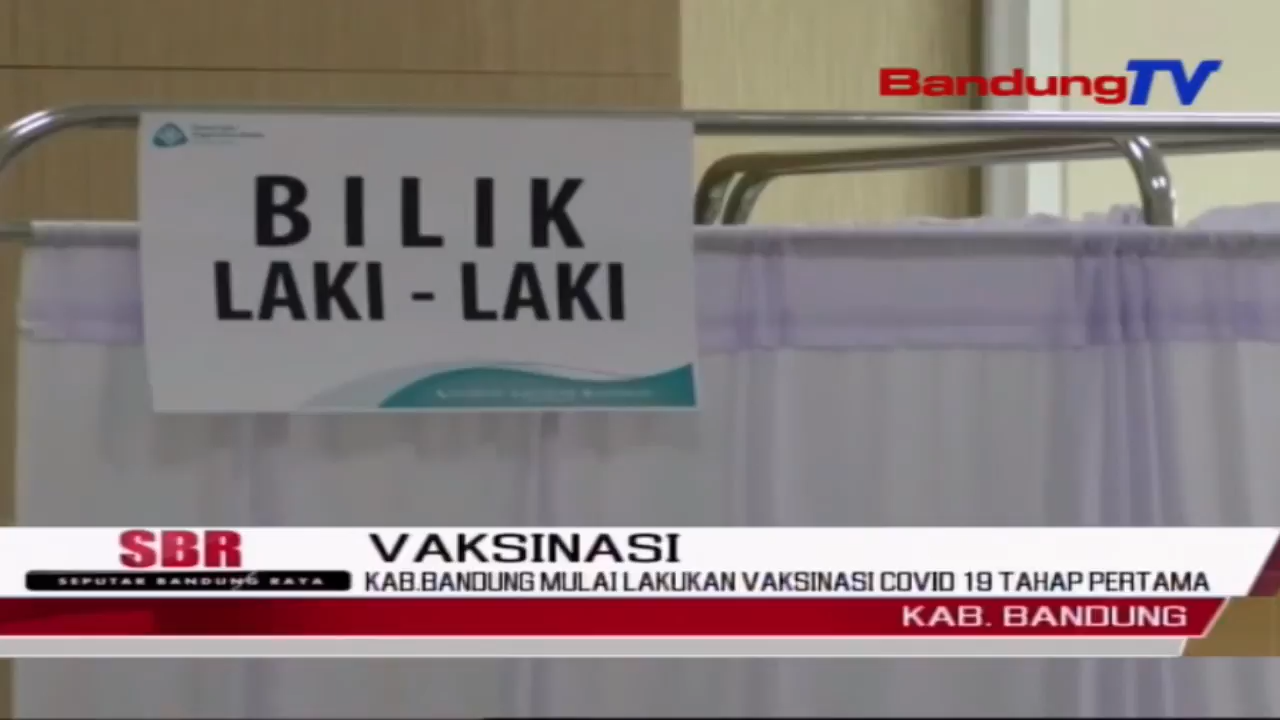 BandungTV
BILIK
LAKI - LAKI
SBR
SEPUTAR BANDUNG RAYA
VAKSINASI
KAB.BANDUNG MULAI LAKUKAN VAKSINASI COVID 19 TAHAP PERTAMA
KAB. BANDUNG